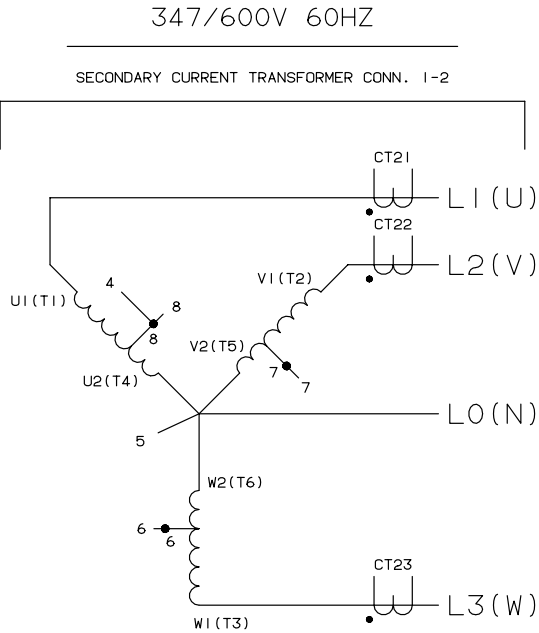 347/600V 60HZ
SECONDARY CURRENT TRANSFORMER CONN. 1-2
CT21
L1(U)
CT22
L2(V)
V1(T2)
4
8
U1(T1)
8
V2(T5)
7
7
U2(T4)
L0(N)
5
W2(T6)
6
6
CT23
L3(W)
W1(T3)